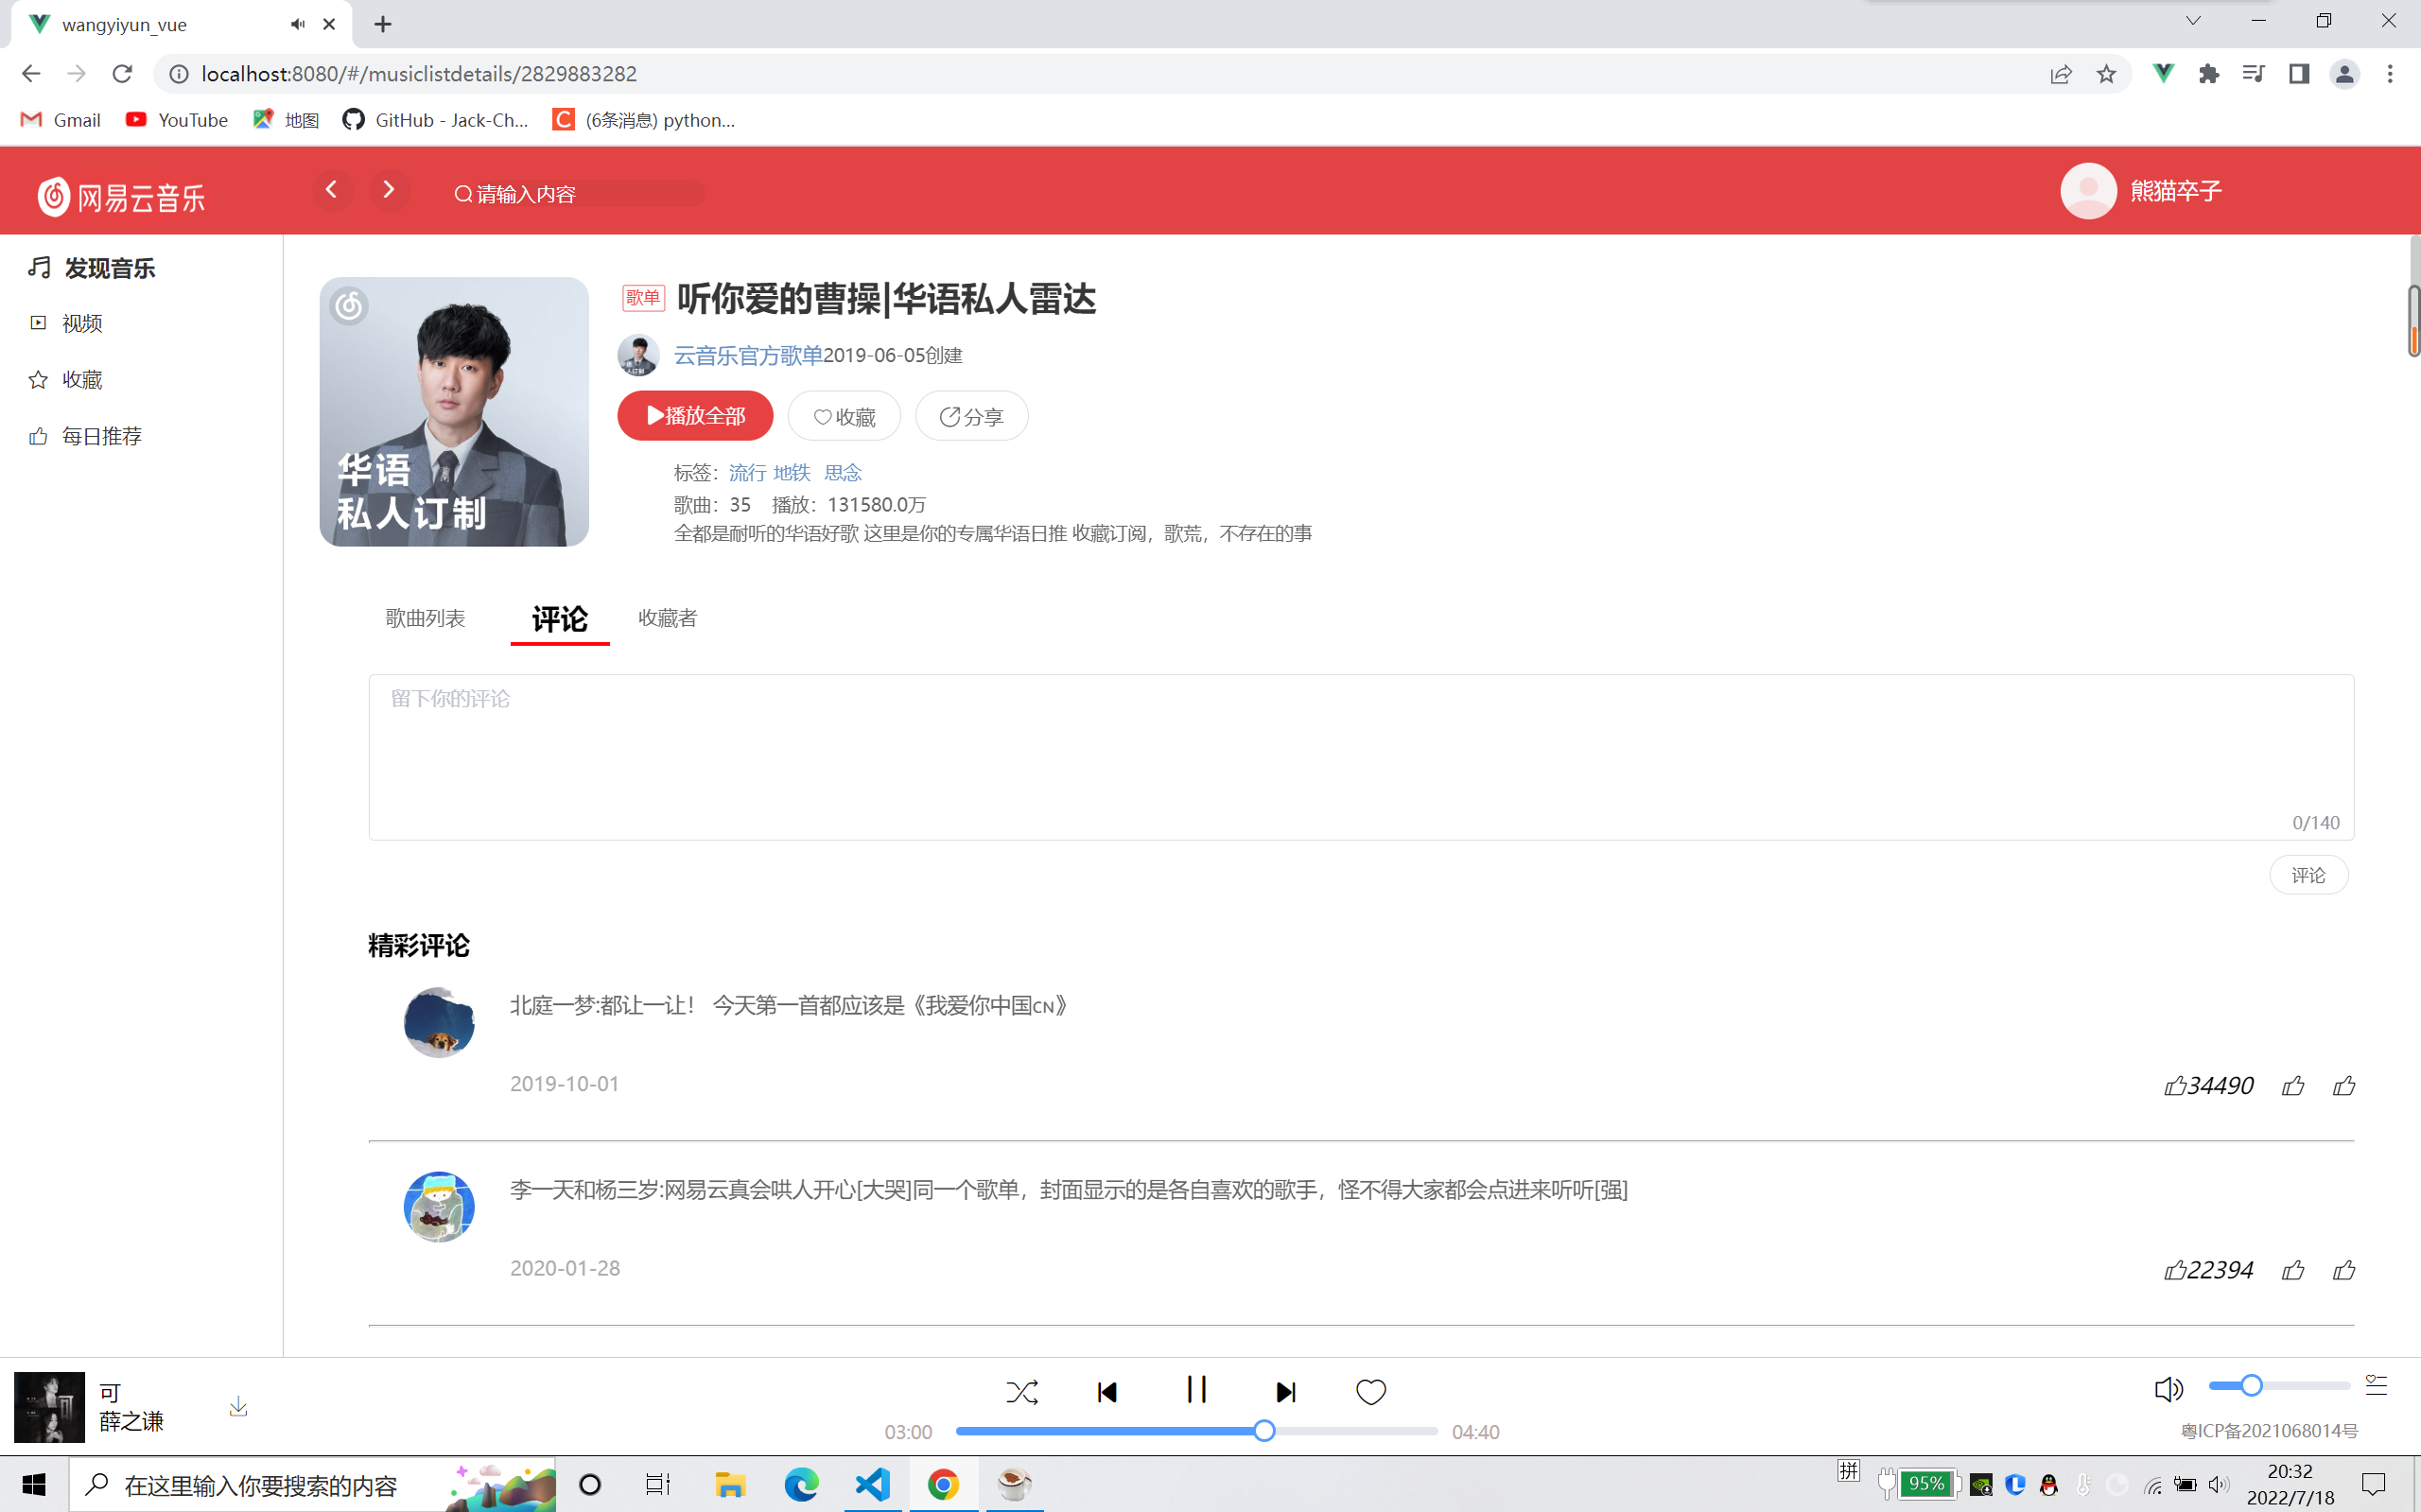 wangyiyun_vue
localhost:8080/#/musiclistdetails/2829883282
Gmail YouTube 地图 GitHub - Jack-Ch... C (6条消息) python...
网易云音乐 请输入内容 熊猫卒子
发现音乐
视频
收藏
每日推荐
华语
私人订制
歌单 听你爱的曹操|华语私人雷达
云音乐官方歌单2019-06-05创建
播放全部 收藏 分享
标签：流行 地铁 思念
歌曲：35 播放：131580.0万
全都是耐听的华语好歌 这里是你的专属华语日推 收藏订阅，歌荒，不存在的事
歌曲列表 评论 收藏者
留下你的评论
0/140
评论
精彩评论
北庭一梦:都让一让！ 今天第一首都应该是《我爱你中国🇨🇳》
2019-10-01 34490
李一天和杨三岁:网易云真会哄人开心[大哭]同一个歌单，封面显示的是各自喜欢的歌手，怪不得大家都会点进来听听[强]
2020-01-28 22394
可
薛之谦
03:00 04:40
粤ICP备2021068014号
在这里输入你要搜索的内容
拼 95% 20:32
2022/7/18